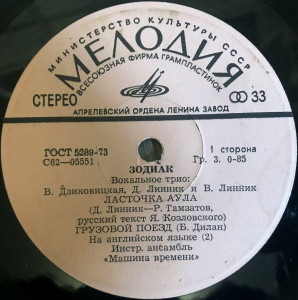 МИНИСТЕРСТВО КУЛЬТУРЫ СССР
МЕЛОДИЯ
ВСЕСОЮЗНАЯ ФИРМА ГРАМПЛАСТИНОК
СТЕРЕО
33
АПРЕЛЕВСКИЙ ОРДЕНА ЛЕНИНА ЗАВОД
ГОСТ 5289-73
1 сторона
С62—05551
Гр. 3. 0-85
ЗОДИАК
Вокальное трио:
В. Дзиковицкая, Д. Линник и В. Линник
ЛАСТОЧКА АУЛА
(Д. Линник—Р. Гамзатов,
русский текст Я. Козловского)
ГРУЗОВОЙ ПОЕЗД (Б. Дилан)
На английском языке (2)
Инстр. ансамбль
«Машина времени»